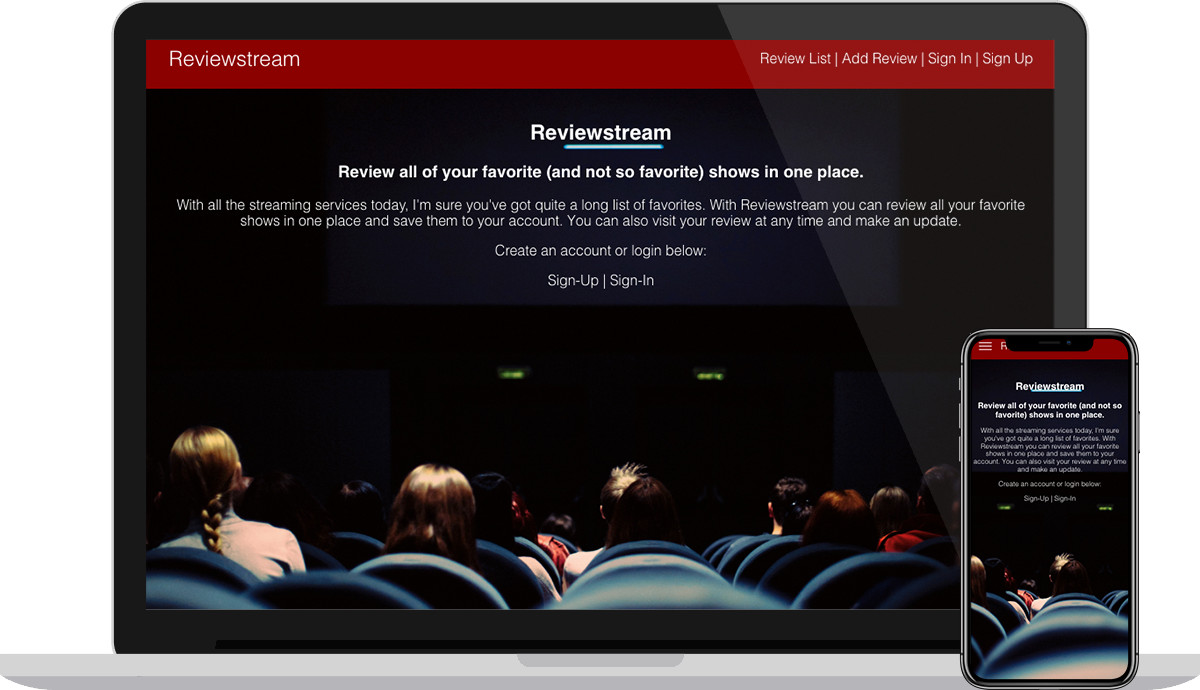 Reviewstream
Review List | Add Review | Sign In | Sign Up
Reviewstream
Review all of your favorite (and not so favorite) shows in one place.
With all the streaming services today, I'm sure you've got quite a long list of favorites. With Reviewstream you can review all your favorite
shows in one place and save them to your account. You can also visit your review at any time and make an update.
Create an account or login below:
Sign-Up | Sign-In
Reviewstream
Review all of your favorite (and not so
favorite) shows in one place.
With all the streaming services today, I'm sure
you've got quite a long list of favorites. With
Reviewstream you can review all your favorite
shows in one place and save them to your
account. You can also visit your review at any time
and make an update.
Create an account or login below:
Sign-Up | Sign-In